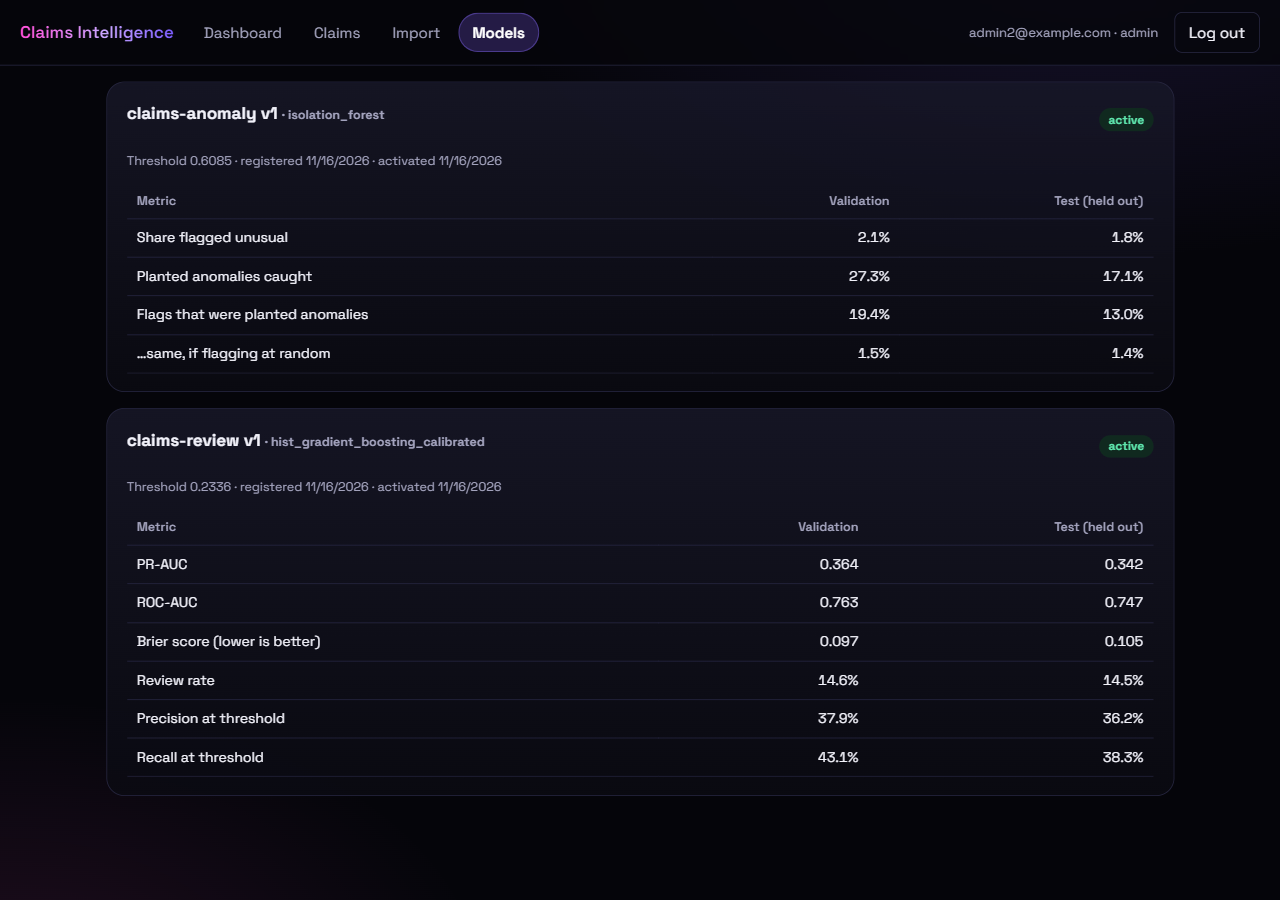 Claims Intelligence Dashboard Claims Import Models admin2@example.com · admin Log out
claims-anomaly v1 · isolation_forest active
Threshold 0.6085 · registered 11/16/2026 · activated 11/16/2026
Metric Validation Test (held out)
Share flagged unusual 2.1% 1.8%
Planted anomalies caught 27.3% 17.1%
Flags that were planted anomalies 19.4% 13.0%
...same, if flagging at random 1.5% 1.4%
claims-review v1 · hist_gradient_boosting_calibrated active
Threshold 0.2336 · registered 11/16/2026 · activated 11/16/2026
Metric Validation Test (held out)
PR-AUC 0.364 0.342
ROC-AUC 0.763 0.747
Brier score (lower is better) 0.097 0.105
Review rate 14.6% 14.5%
Precision at threshold 37.9% 36.2%
Recall at threshold 43.1% 38.3%